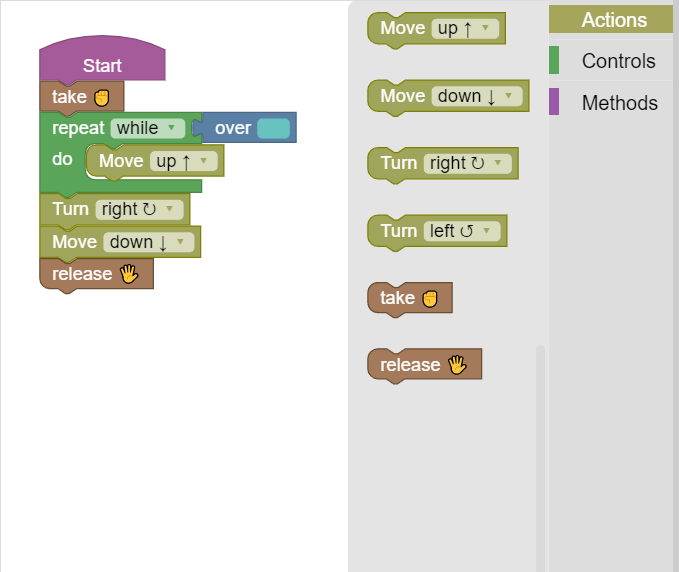 Start
take
repeat while over
do Move up ↑
Turn right ↻
Move down ↓
release
Move up ↑
Move down ↓
Turn right ↻
Turn left ↺
take
release
Actions
Controls
Methods